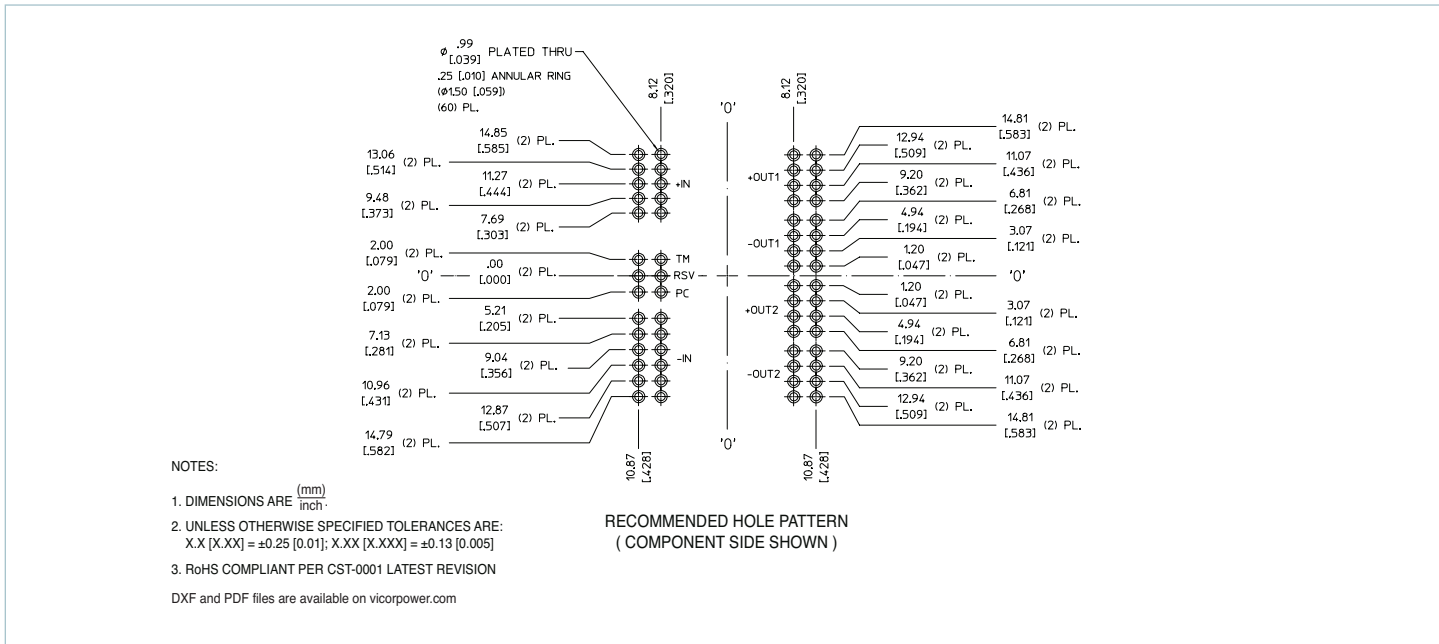 ø .99 PLATED THRU
[.039]
.25 [.010] ANNULAR RING
(ø1.50 [.059])
(60) PL.
8.12
[.320]
'0'
8.12
[.320]
14.85 (2) PL.
[.585]
13.06 (2) PL.
[.514]
11.27 (2) PL.
[.444]
9.48 (2) PL.
[.373]
7.69 (2) PL.
[.303]
2.00 (2) PL.
[.079]
'0'
.00 (2) PL.
[.000]
2.00 (2) PL.
[.079]
5.21 (2) PL.
[.205]
7.13 (2) PL.
[.281]
9.04 (2) PL.
[.356]
10.96 (2) PL.
[.431]
12.87 (2) PL.
[.507]
14.79 (2) PL.
[.582]
+IN
TM
RSV
PC
-IN
+OUT1
-OUT1
+OUT2
-OUT2
14.81 (2) PL.
[.583]
12.94 (2) PL.
[.509]
11.07 (2) PL.
[.436]
9.20 (2) PL.
[.362]
6.81 (2) PL.
[.268]
4.94 (2) PL.
[.194]
3.07 (2) PL.
[.121]
1.20 (2) PL.
[.047]
'0'
1.20 (2) PL.
[.047]
3.07 (2) PL.
[.121]
4.94 (2) PL.
[.194]
6.81 (2) PL.
[.268]
9.20 (2) PL.
[.362]
11.07 (2) PL.
[.436]
12.94 (2) PL.
[.509]
14.81 (2) PL.
[.583]
10.87
[.428]
'0'
10.87
[.428]
RECOMMENDED HOLE PATTERN
( COMPONENT SIDE SHOWN )
NOTES:
1. DIMENSIONS ARE (mm)
inch.
2. UNLESS OTHERWISE SPECIFIED TOLERANCES ARE:
X.X [X.XX] = ±0.25 [0.01]; X.XX [X.XXX] = ±0.13 [0.005]
3. RoHS COMPLIANT PER CST-0001 LATEST REVISION
DXF and PDF files are available on vicorpower.com